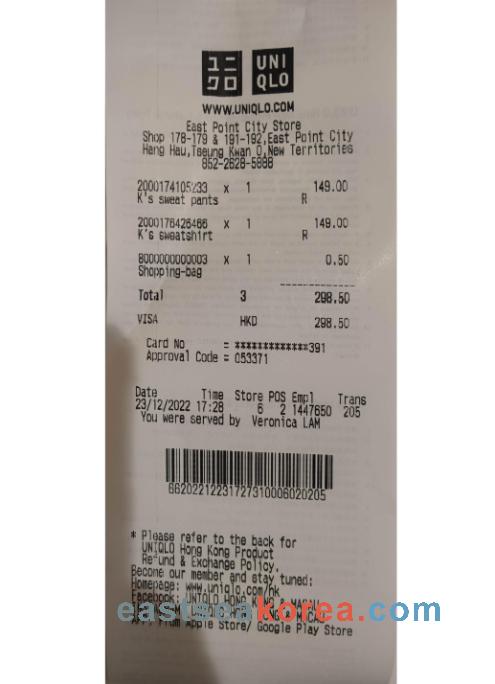 ユニ
クロ
UNI
QLO
WWW.UNIQLO.COM
East Point City Store
Shop 178-179 & 191-192,East Point City
Hang Hau,Tseung Kwan O,New Territories
852-2628-5888
2000174105233 x 1 149.00
K's sweat pants R
2000176426466 x 1 149.00
K's sweatshirt R
8000000000003 x 1 0.50
Shopping-bag
Total 3 298.50
VISA HKD 298.50
Card No = *************391
Approval Code = 053371
Date Time Store POS Empl Trans
23/12/2022 17:28 6 2 1447650 205
You were served by Veronica LAM
66202212231727310006020205
* Please refer to the back for
UNIQLO Hong Kong Product
Refund & Exchange Policy.
Become our member and stay tuned:
Homepage: www.uniqlo.com/hk
Facebook: UNIQLO HONG KONG & MACAU
eastseakorea.com
from Apple Store/ Google Play Store